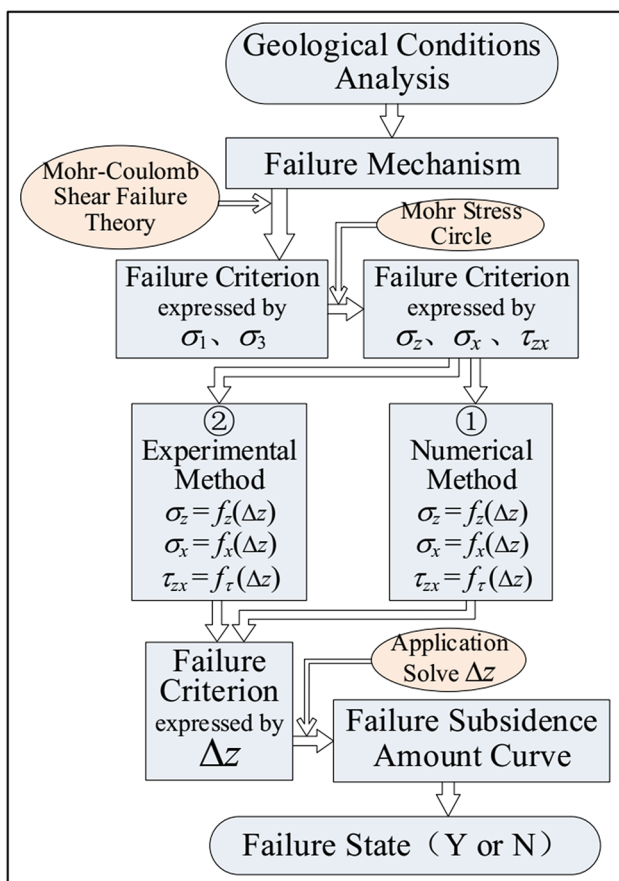 Geological Conditions
Analysis
Failure Mechanism
Mohr-Coulomb
Shear Failure
Theory
Mohr Stress
Circle
Failure Criterion
expressed by
σ₁、σ₃
Failure Criterion
expressed by
σz、σx、τzx
②
Experimental
Method
σz=fz(Δz)
σx=fx(Δz)
τzx=fτ(Δz)
①
Numerical
Method
σz=fz(Δz)
σx=fx(Δz)
τzx=fτ(Δz)
Failure
Criterion
expressed by
Δz
Application
Solve Δz
Failure Subsidence
Amount Curve
Failure State（Y or N）